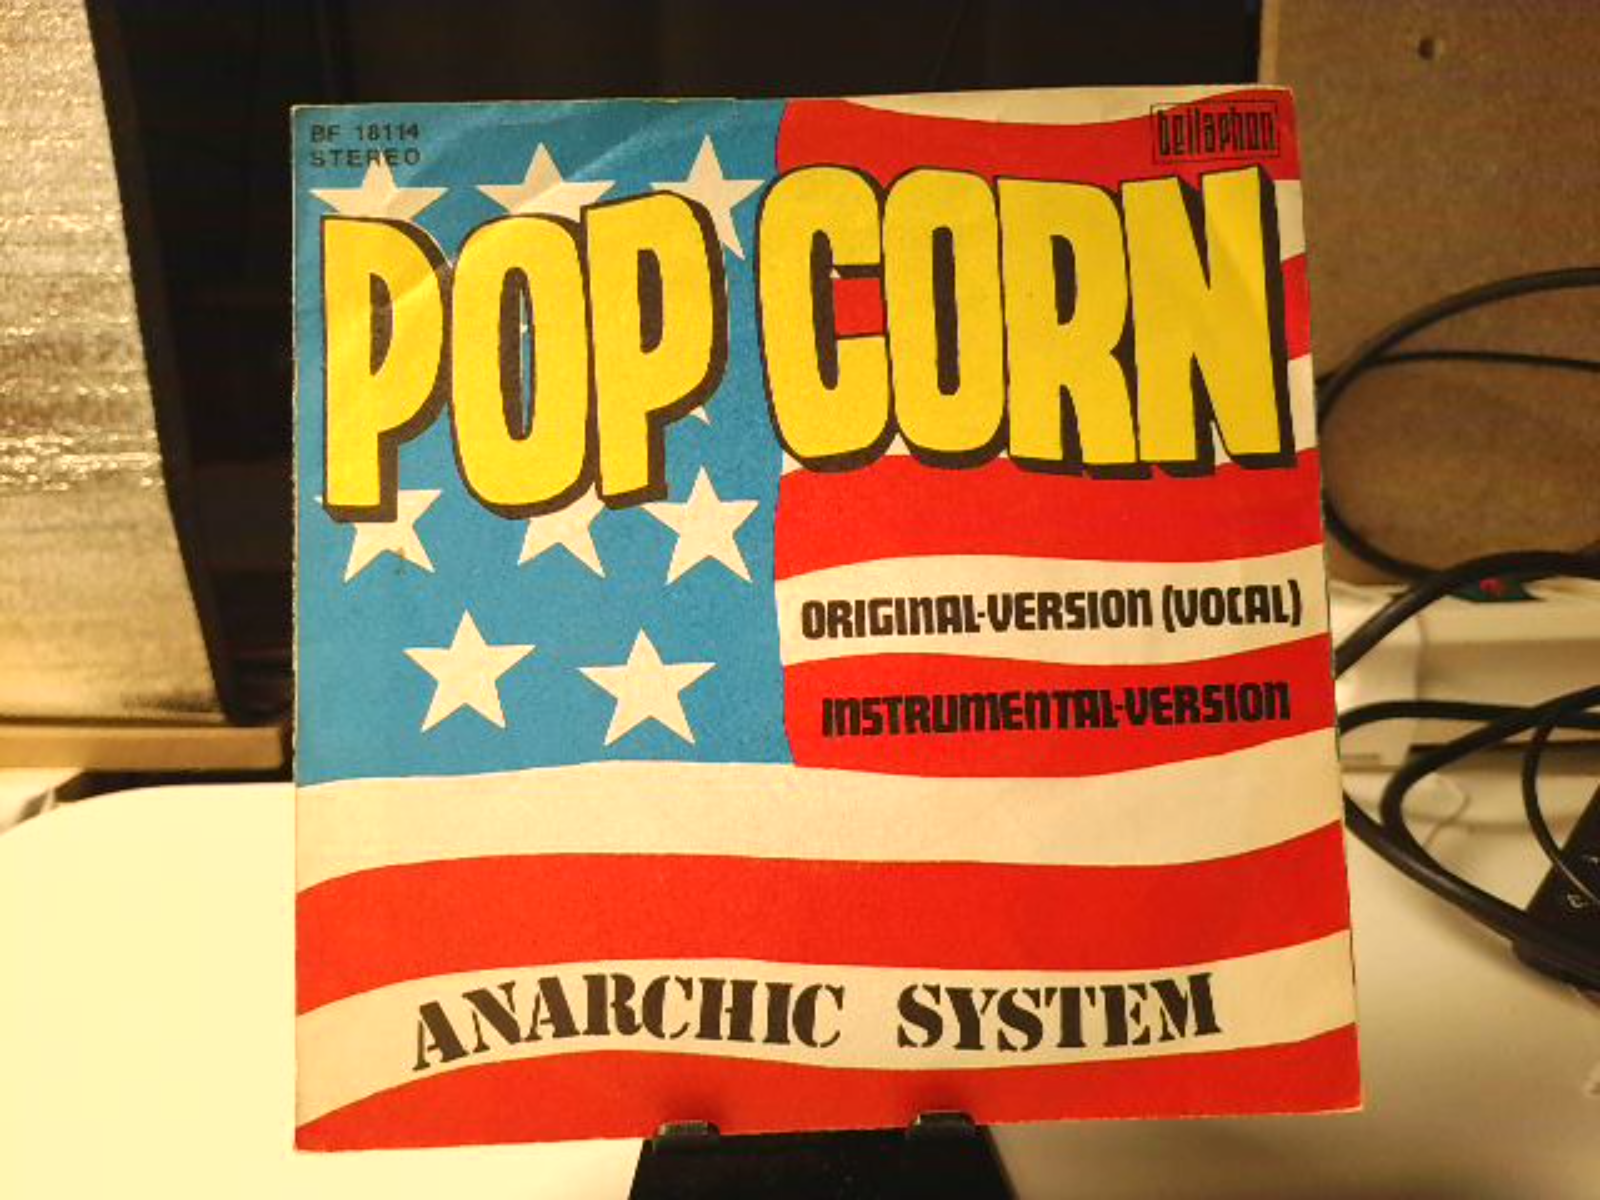 BF 18114
STEREO
bellaphon
POP CORN
ORIGINAL-VERSION (VOCAL)
INSTRUMENTAL-VERSION
ANARCHIC SYSTEM